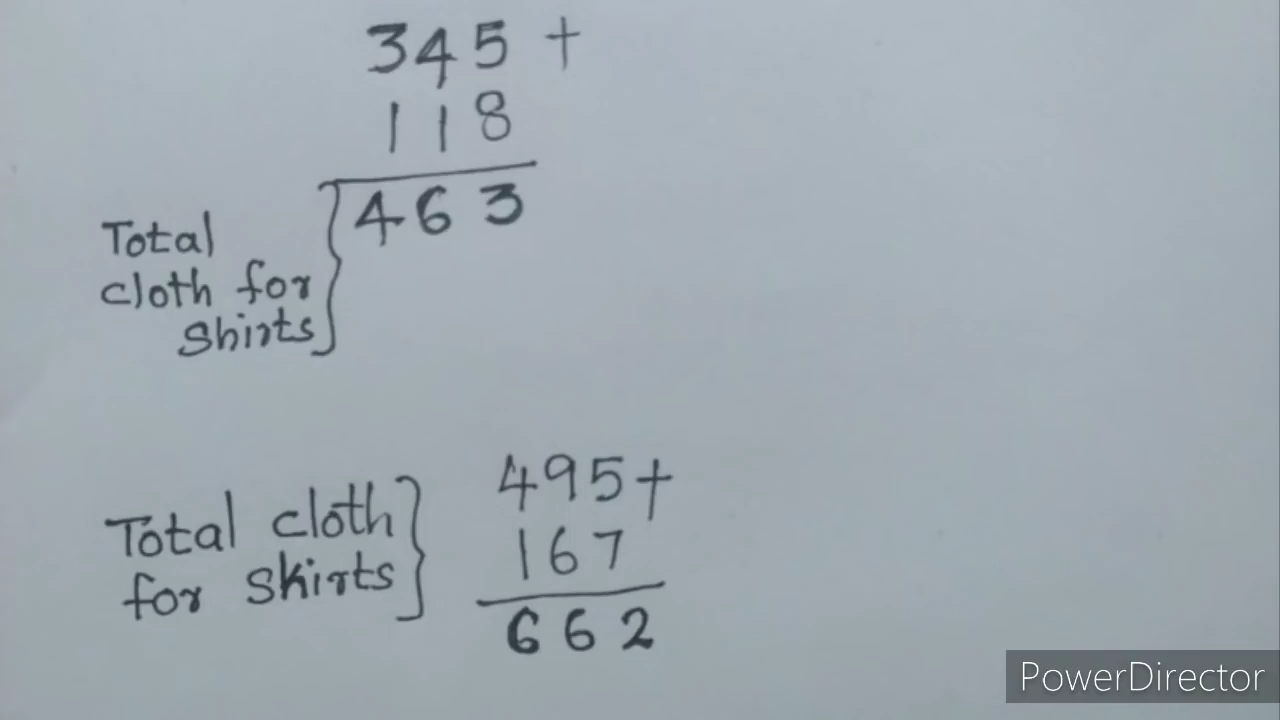 345 +
118
463
Total
cloth for
Shirts
Total cloth
for Skirts
495+
167
662
PowerDirector